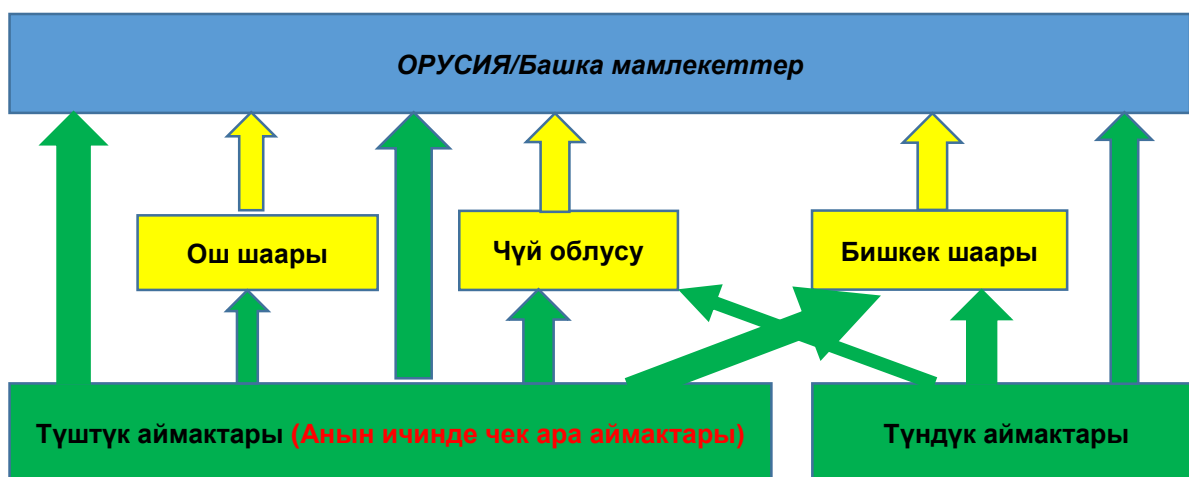 ОРУСИЯ/Башка мамлекеттер
Ош шаары
Чүй облусу
Бишкек шаары
Түштүк аймактары (Анын ичинде чек ара аймактары)
Түндүк аймактары